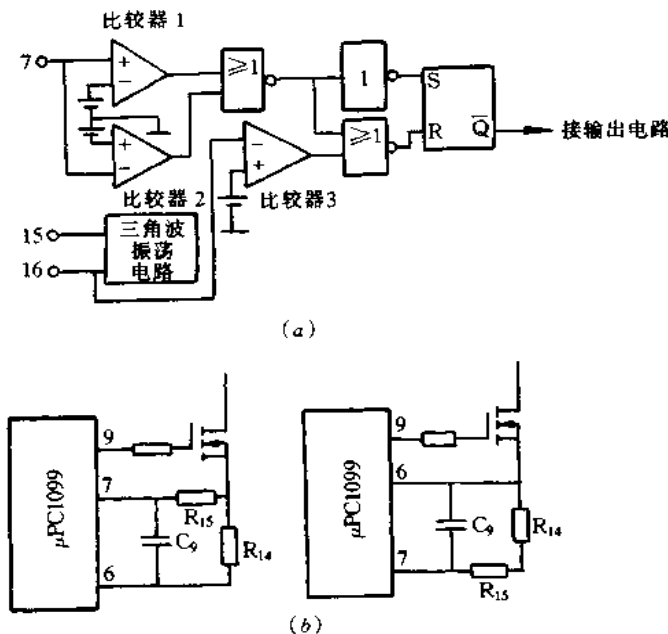 比较器 1
7
+
−
≥1
1
S
R
Q̄
接输出电路
+
−
≥1
−
+
比较器 2
比较器3
15
16
三角波
振荡
电路
(a)
μPC1099
9
7
6
R₁₅
C₉
R₁₄
μPC1099
9
6
7
C₉
R₁₄
R₁₅
(b)